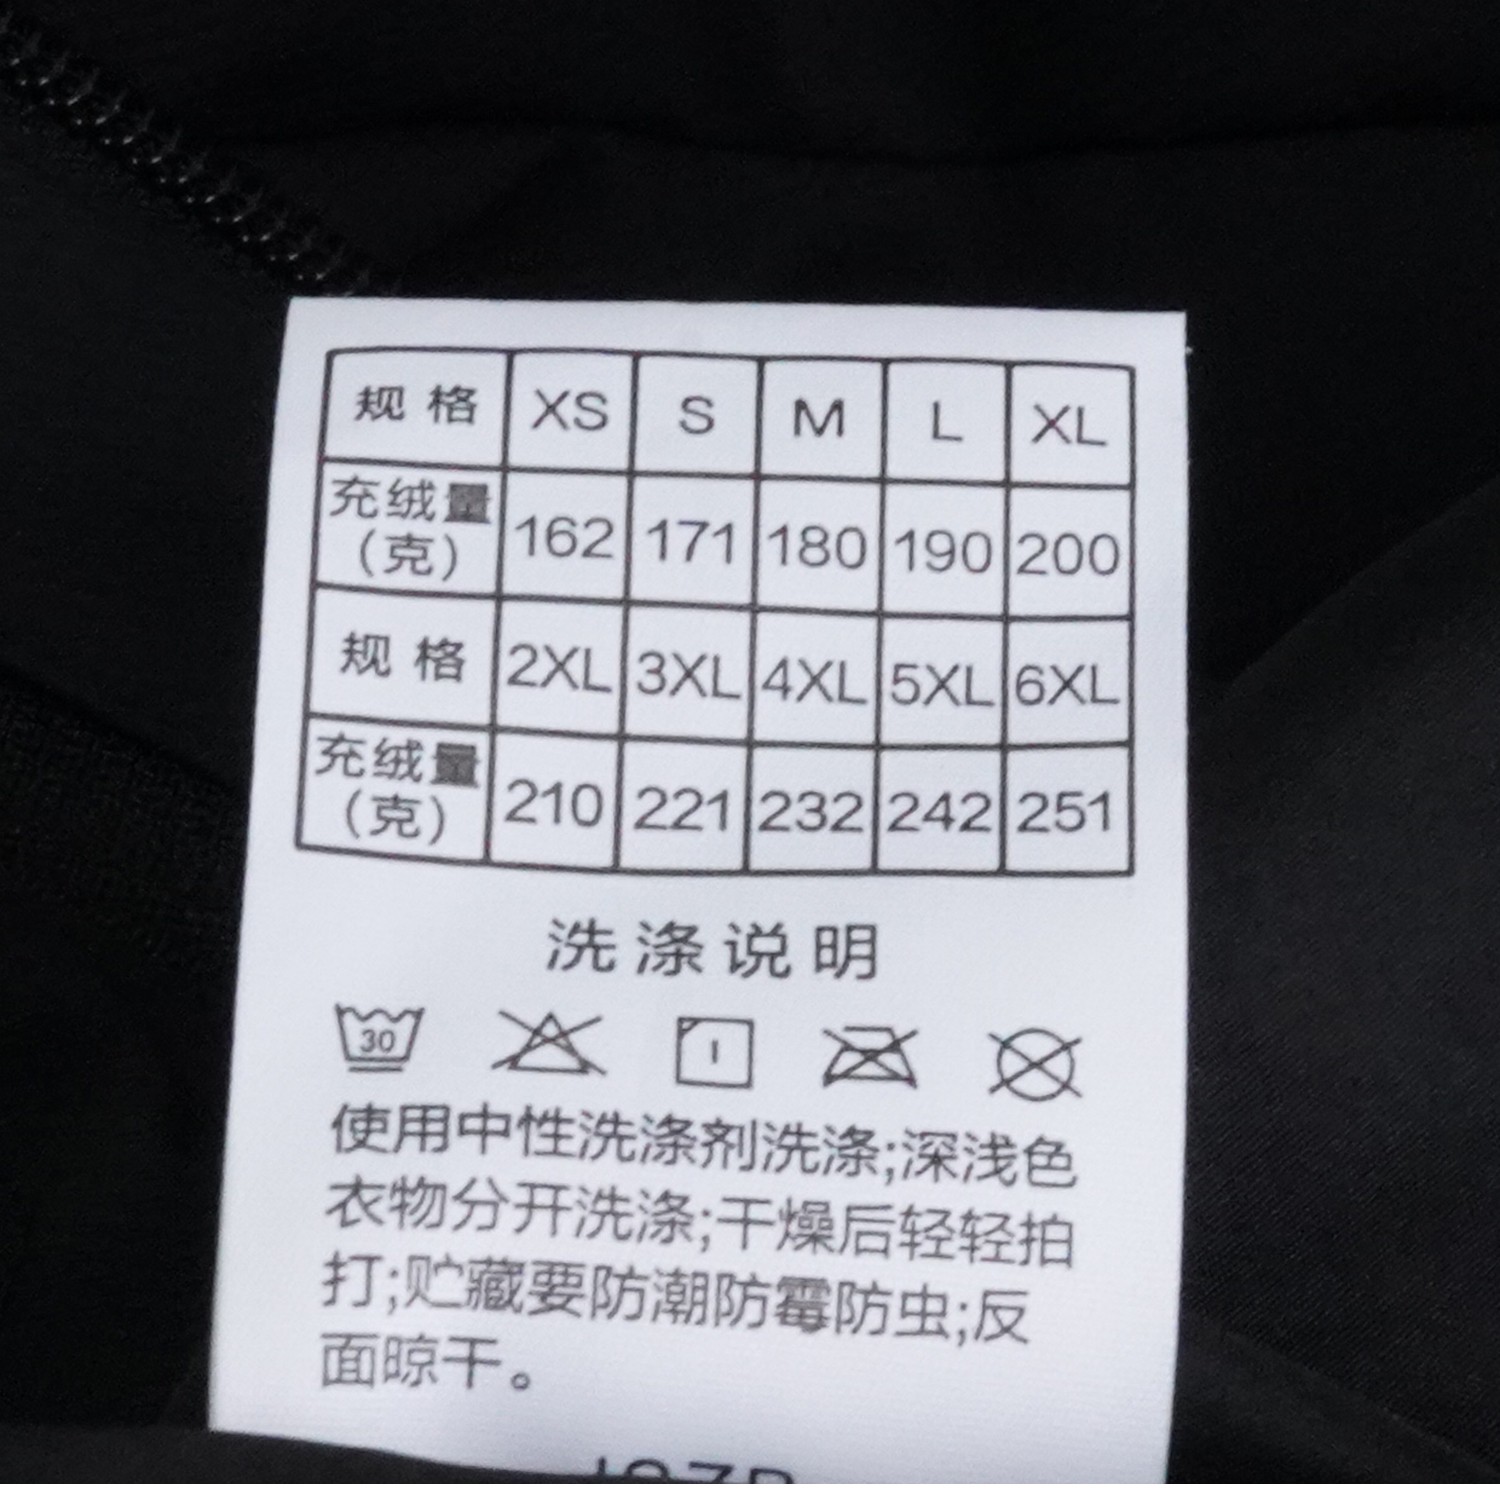 规 格 XS S M L XL
充绒量
(克) 162 171 180 190 200
规 格 2XL 3XL 4XL 5XL 6XL
充绒量
(克) 210 221 232 242 251
洗涤说明
30
使用中性洗涤剂洗涤;深浅色
衣物分开洗涤;干燥后轻轻拍
打;贮藏要防潮防霉防虫;反
面晾干。